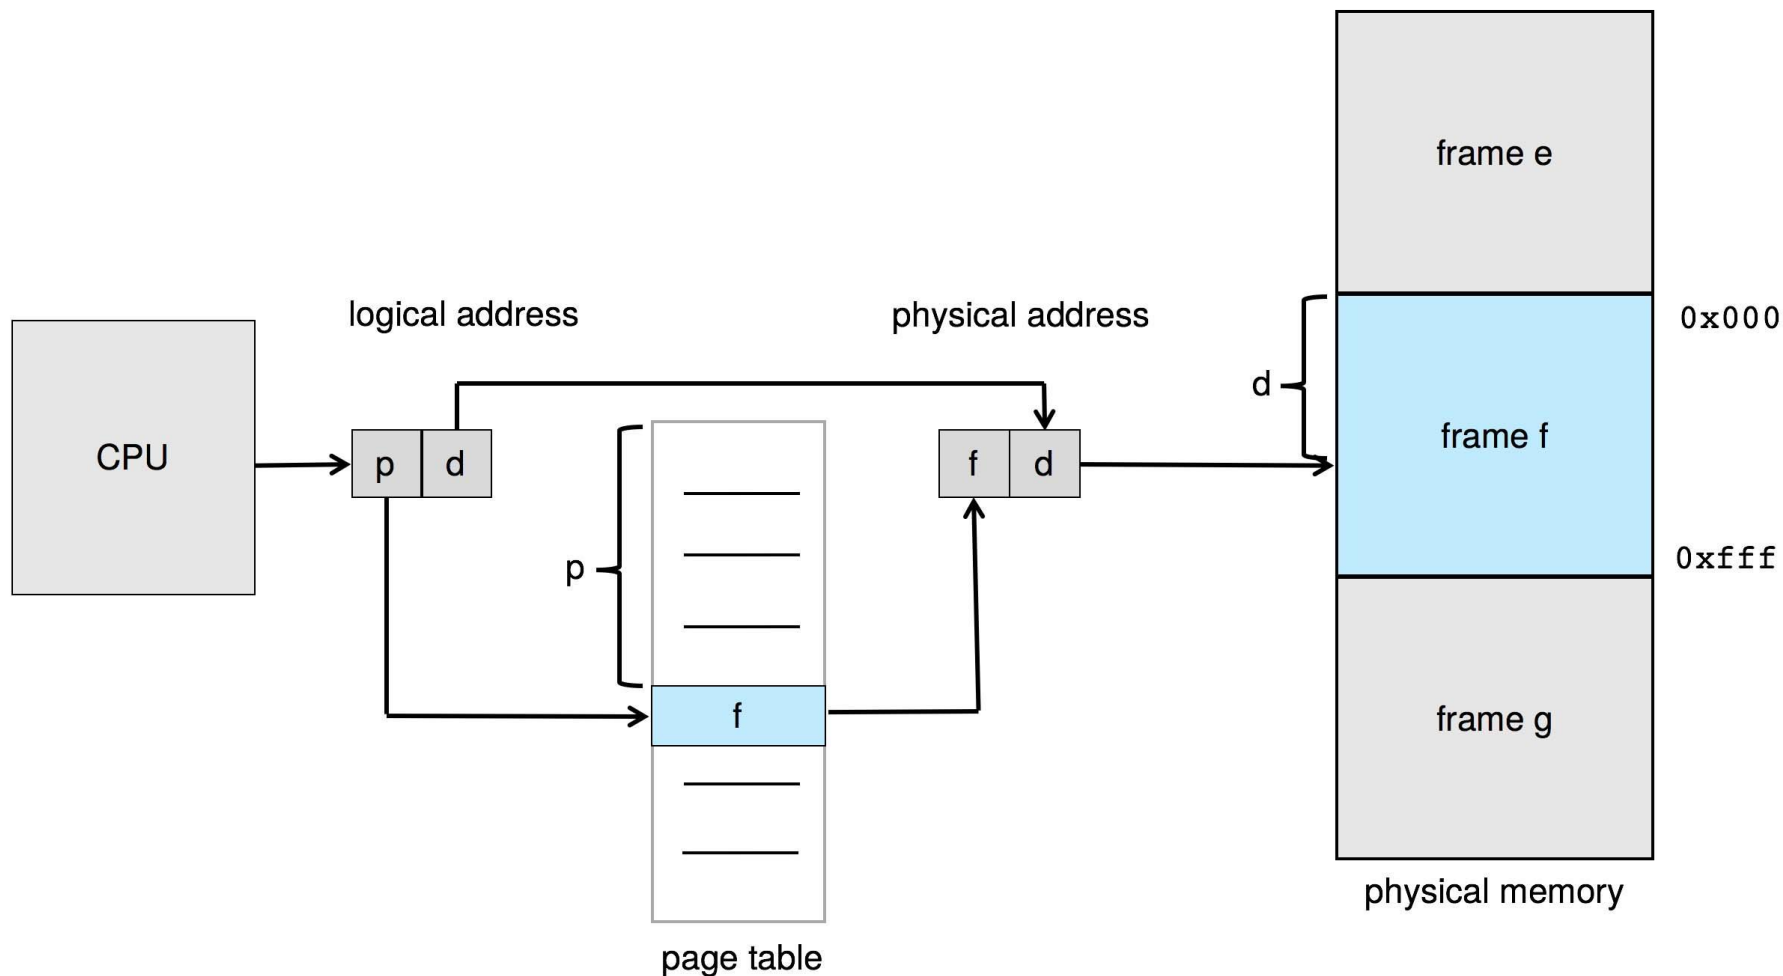 frame e
logical address
physical address
0x000
d
CPU
p
d
f
d
frame f
0xfff
p
f
frame g
physical memory
page table